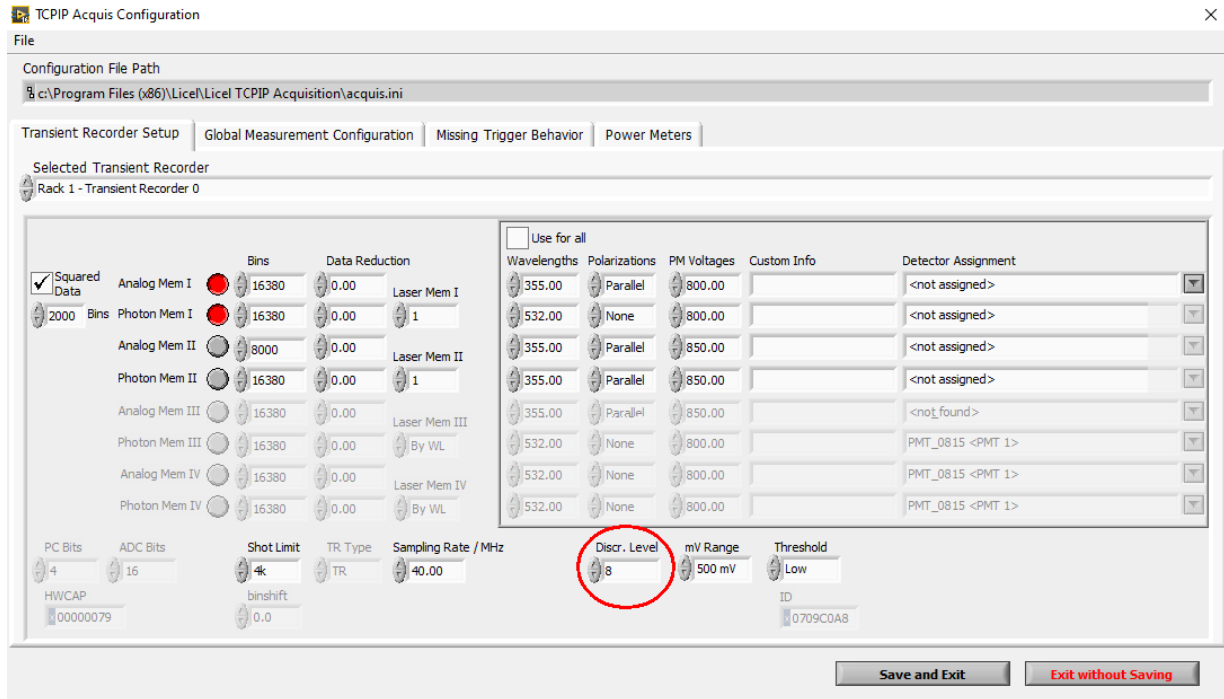 TCPIP Acquis Configuration
File
Configuration File Path
c:\Program Files (x86)\Licel\Licel TCPIP Acquisition\acquis.ini
Transient Recorder Setup Global Measurement Configuration Missing Trigger Behavior Power Meters
Selected Transient Recorder
Rack 1 - Transient Recorder 0
Use for all
Bins Data Reduction Wavelengths Polarizations PM Voltages Custom Info Detector Assignment
Squared Data Analog Mem I 16380 0.00 Laser Mem I 355.00 Parallel 800.00 <not assigned>
2000 Bins Photon Mem I 16380 0.00 1 532.00 None 800.00 <not assigned>
Analog Mem II 8000 0.00 Laser Mem II 355.00 Parallel 850.00 <not assigned>
Photon Mem II 16380 0.00 1 355.00 Parallel 850.00 <not assigned>
Analog Mem III 16380 0.00 Laser Mem III 355.00 Parallel 850.00 <not found>
Photon Mem III 16380 0.00 By WL 532.00 None 800.00 PMT_0815 <PMT 1>
Analog Mem IV 16380 0.00 Laser Mem IV 532.00 None 800.00 PMT_0815 <PMT 1>
Photon Mem IV 16380 0.00 By WL 532.00 None 800.00 PMT_0815 <PMT 1>
PC Bits ADC Bits Shot Limit TR Type Sampling Rate / MHz Discr. Level mV Range Threshold
4 16 4k TR 40.00 8 500 mV Low
HWCAP binshift ID
x 00000079 0.0 x 0709C0A8
Save and Exit Exit without Saving